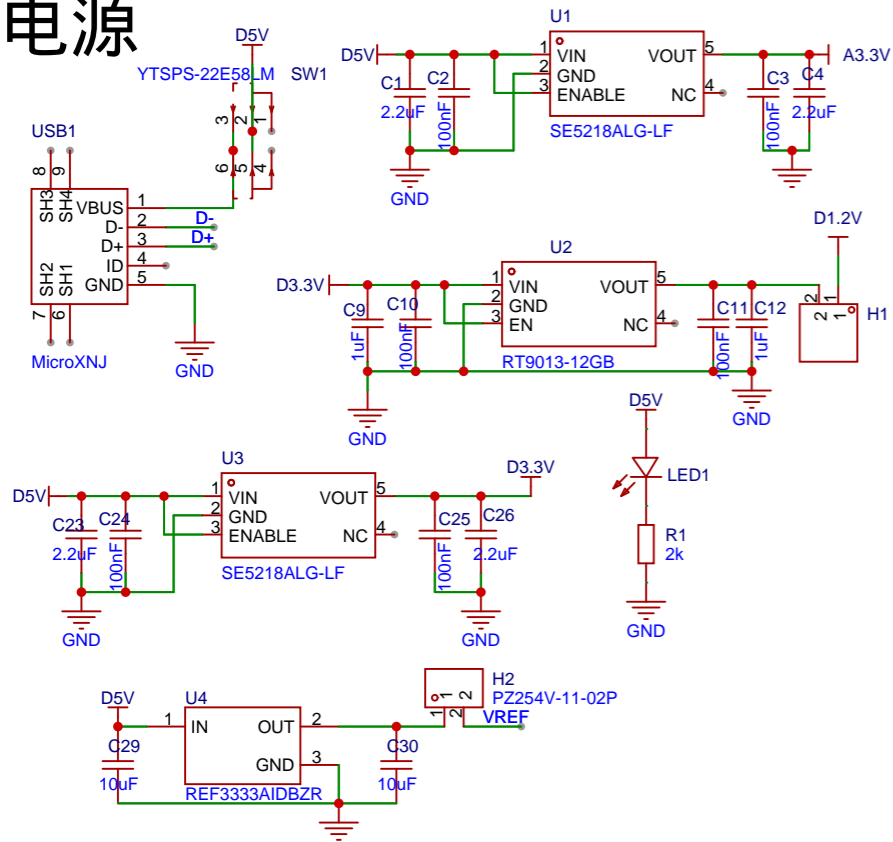 电源
D5V
YTSPS-22E58LM SW1
3 2 1
6 5 4
USB1
8 9
SH3 SH4
VBUS 1
D- 2 D-
D+ 3 D+
ID 4
GND 5
SH2 SH1
7 6
MicroXNJ
GND
U1
D5V
1 VIN VOUT 5
2 GND
3 ENABLE NC 4
SE5218ALG-LF
C1
2.2uF
C2
100nF
GND
A3.3V
C3
100nF
C4
2.2uF
GND
U2
D3.3V
1 VIN VOUT 5
2 GND
3 EN NC 4
RT9013-12GB
C9
1uF
C10
100nF
GND
C11
100nF
C12
1uF
GND
D1.2V
2 1
2 1
H1
U3
D5V
1 VIN VOUT 5
2 GND
3 ENABLE NC 4
SE5218ALG-LF
C23
2.2uF
C24
100nF
GND
D3.3V
C25
100nF
C26
2.2uF
GND
D5V
LED1
R1
2k
GND
D5V
U4
1 IN OUT 2
GND 3
REF3333AIDBZR
C29
10uF
C30
10uF
GND
H2
PZ254V-11-02P
1 2
1 2
VREF